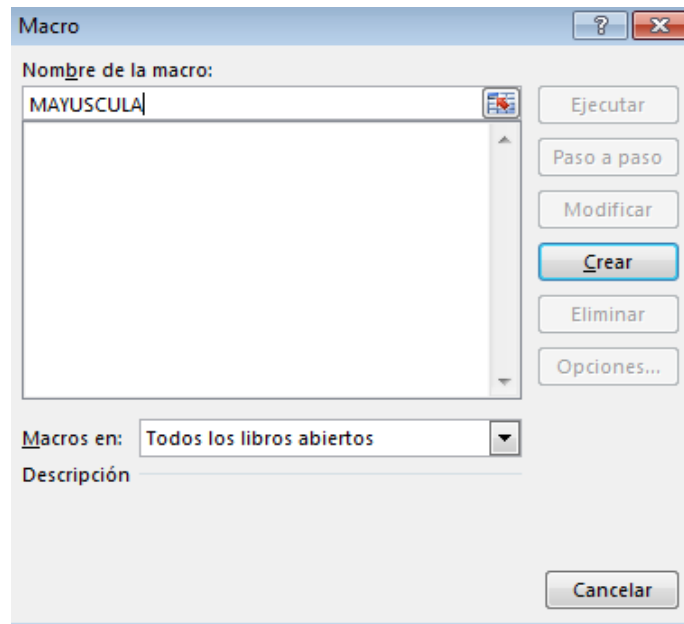 Macro
Nombre de la macro:
MAYUSCULA
Ejecutar
Paso a paso
Modificar
Crear
Eliminar
Opciones...
Macros en: Todos los libros abiertos
Descripción
Cancelar